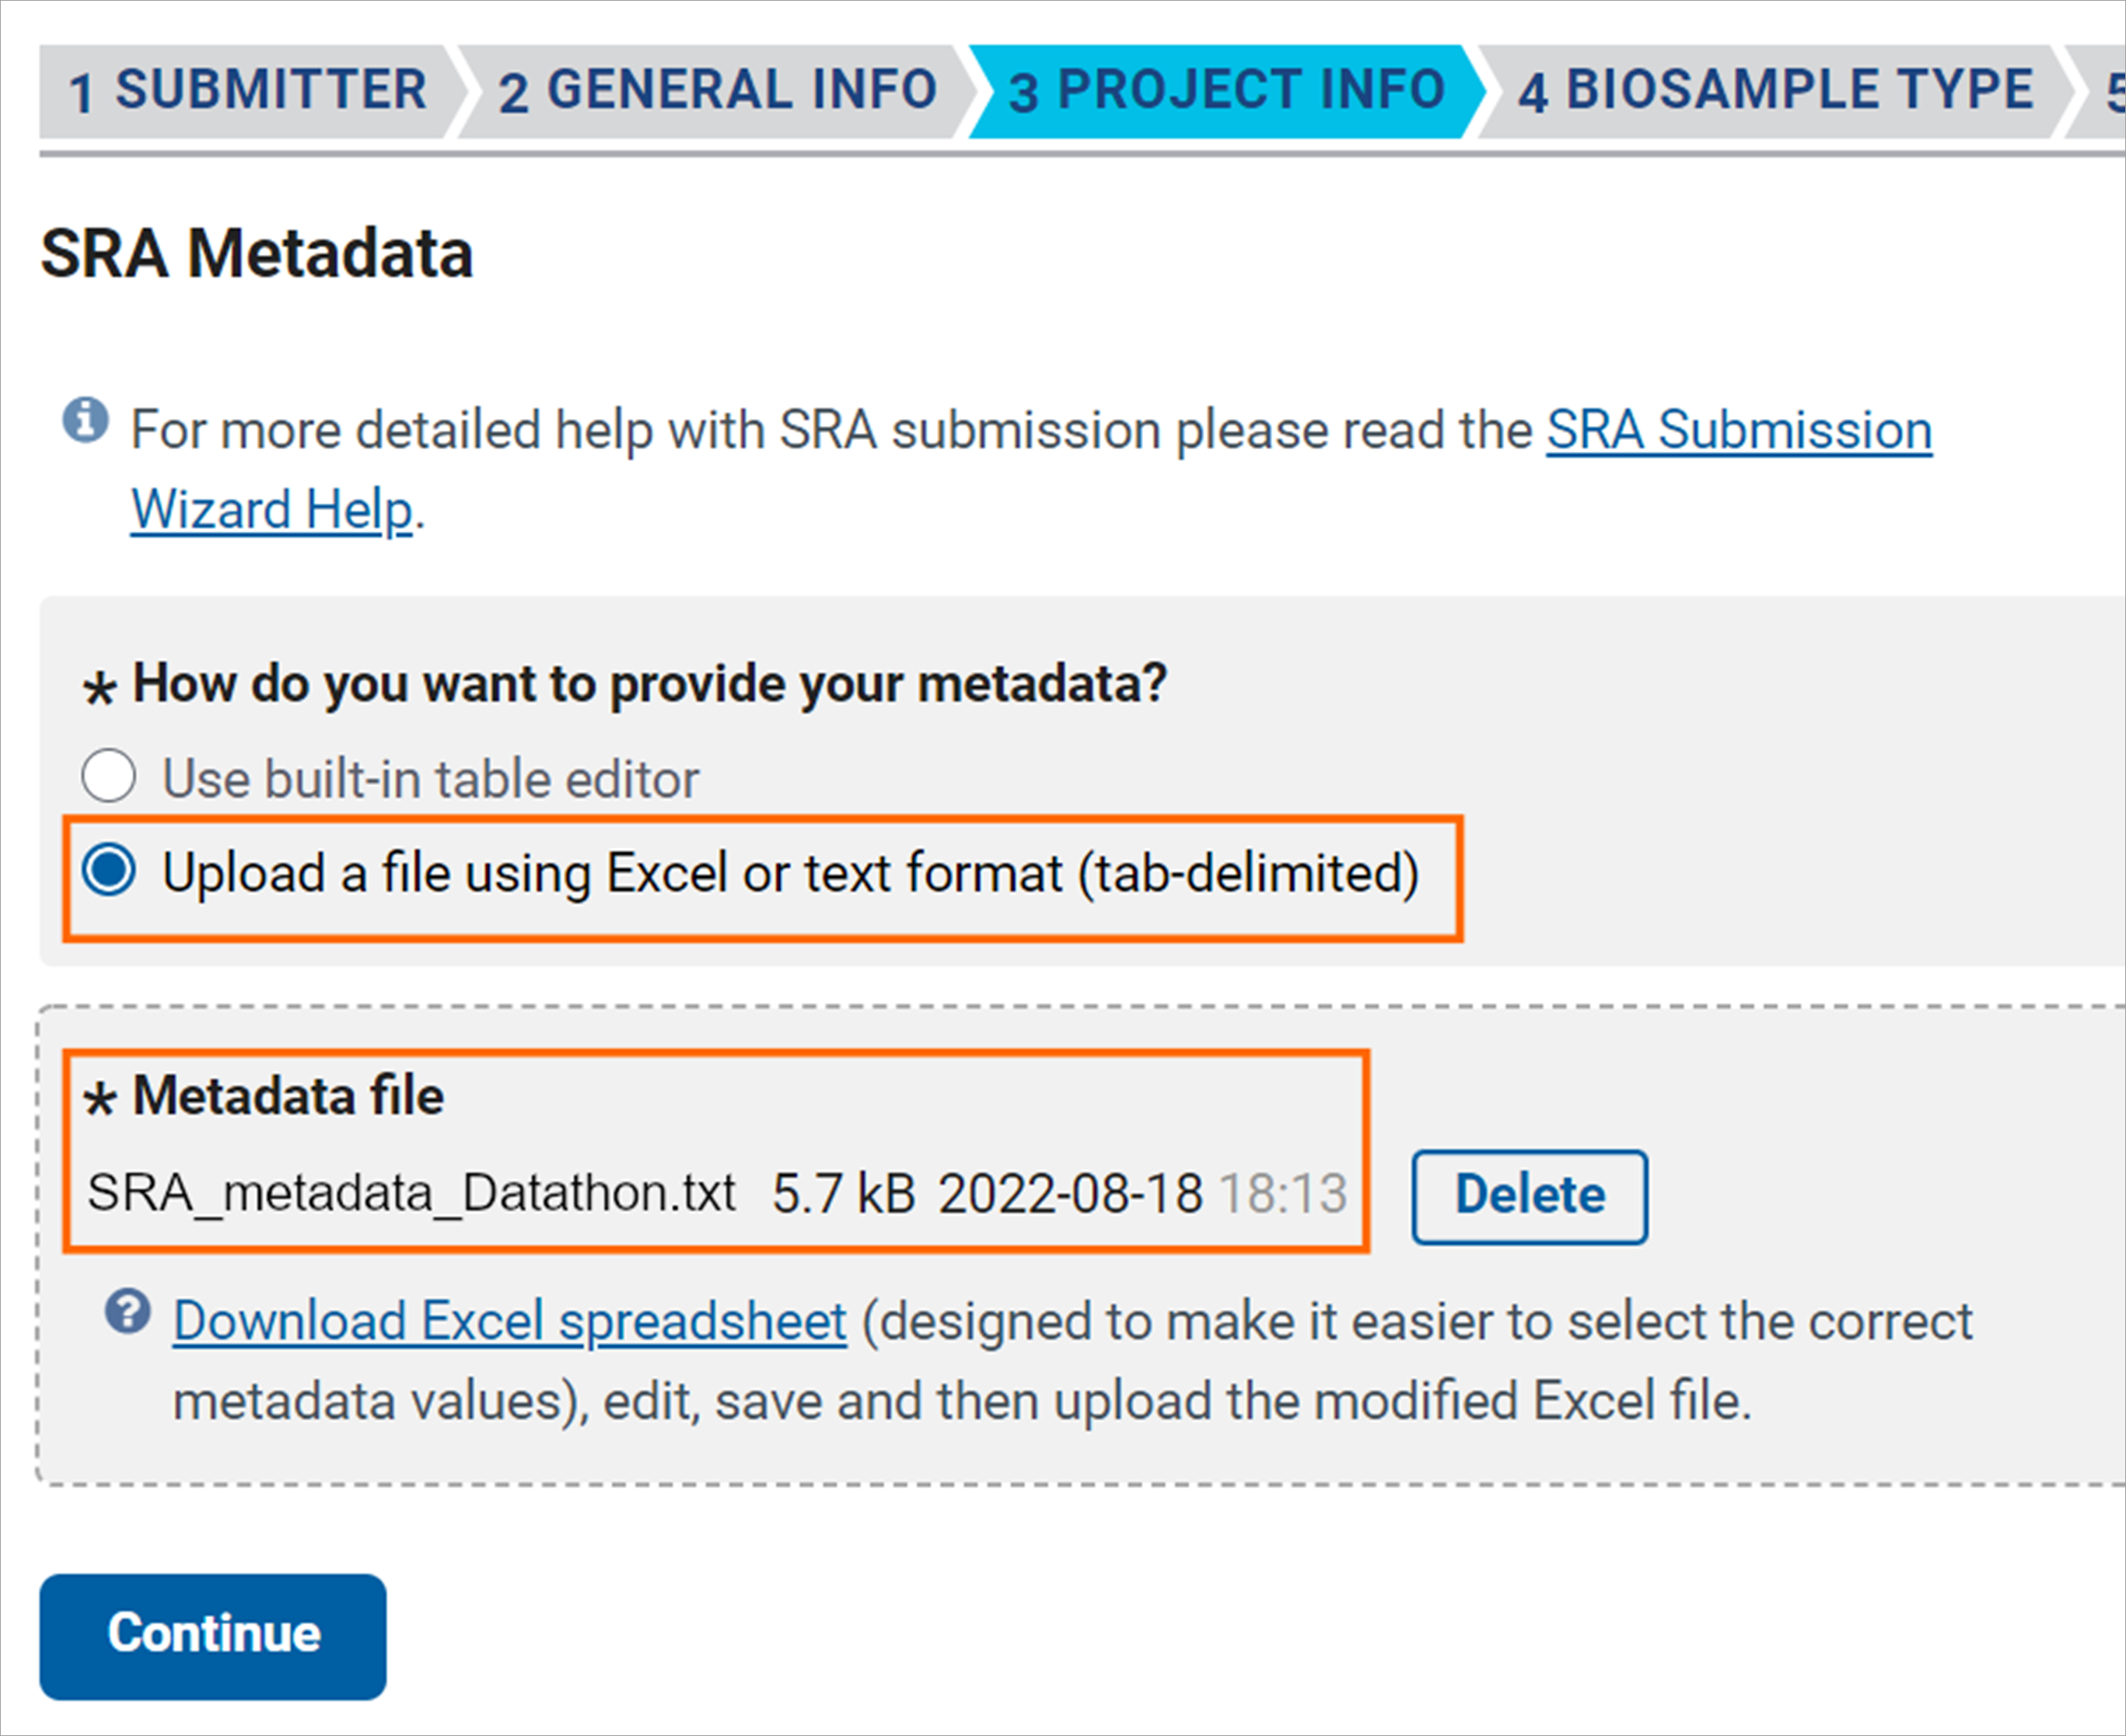 1 SUBMITTER 2 GENERAL INFO 3 PROJECT INFO 4 BIOSAMPLE TYPE 5
SRA Metadata
For more detailed help with SRA submission please read the SRA Submission
Wizard Help.
* How do you want to provide your metadata?
Use built-in table editor
Upload a file using Excel or text format (tab-delimited)
* Metadata file
SRA_metadata_Datathon.txt 5.7 kB 2022-08-18 18:13 Delete
Download Excel spreadsheet (designed to make it easier to select the correct
metadata values), edit, save and then upload the modified Excel file.
Continue